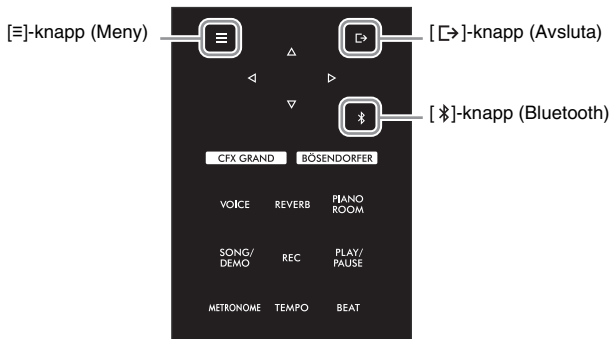 [≡]-knapp (Meny)
[ ]-knapp (Avsluta)
[ ]-knapp (Bluetooth)
CFX GRAND BÖSENDORFER
VOICE REVERB PIANO ROOM
SONG/ DEMO REC PLAY/ PAUSE
METRONOME TEMPO BEAT